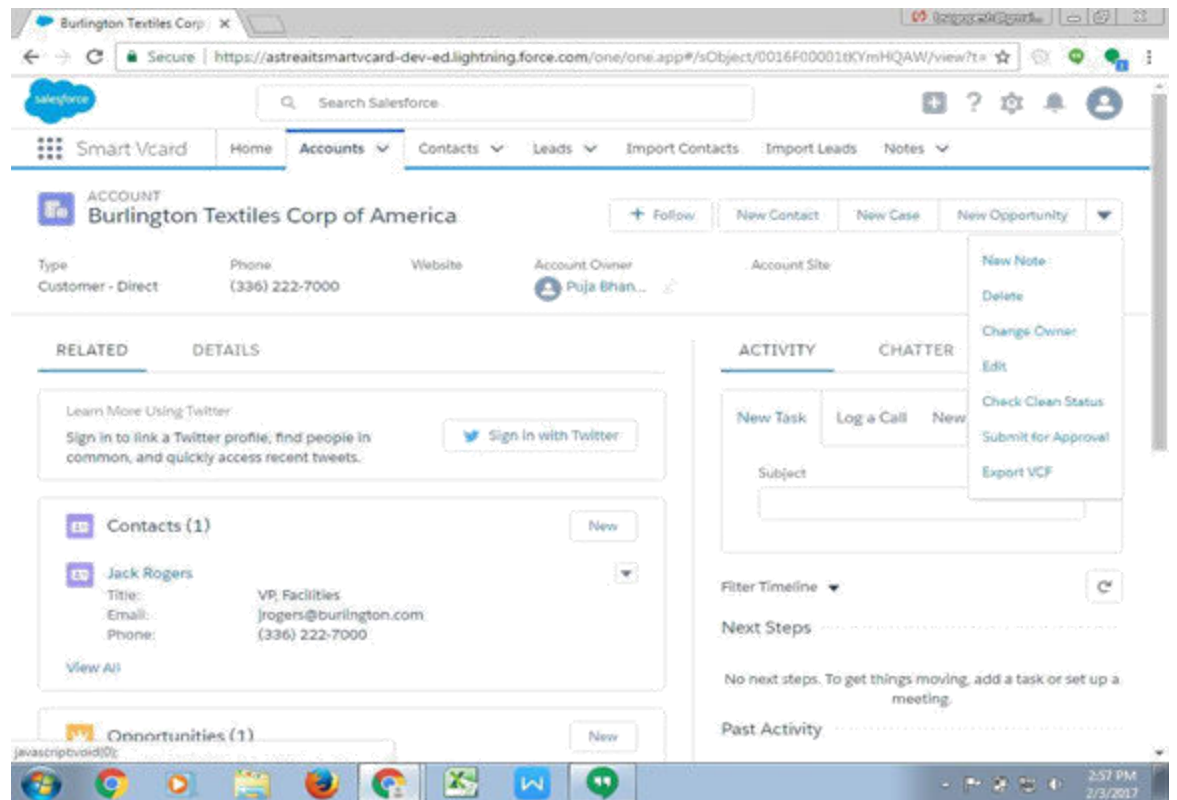 Burlington Textiles Corp
Secure https://astreaitsmartvcard-dev-ed.lightning.force.com/one/one.app#/sObject/0016F00001tKYmHQAW/view?t=
salesforce
Search Salesforce
Smart Vcard Home Accounts Contacts Leads Import Contacts Import Leads Notes
ACCOUNT
Burlington Textiles Corp of America
+ Follow New Contact New Case New Opportunity
Type Phone Website Account Owner Account Site
Customer - Direct (336) 222-7000 Puja Bhan...
New Note
Delete
Change Owner
Edit
Check Clean Status
Submit for Approval
Export VCF
RELATED DETAILS
Learn More Using Twitter
Sign in to link a Twitter profile, find people in
common, and quickly access recent tweets.
Sign in with Twitter
Contacts (1) New
Jack Rogers
Title: VP, Facilities
Email: jrogers@burlington.com
Phone: (336) 222-7000
View All
Opportunities (1) New
ACTIVITY CHATTER
New Task Log a Call New
Subject
Filter Timeline
Next Steps
No next steps. To get things moving, add a task or set up a
meeting.
Past Activity
javascript:void(0);
2:57 PM
2/3/2017